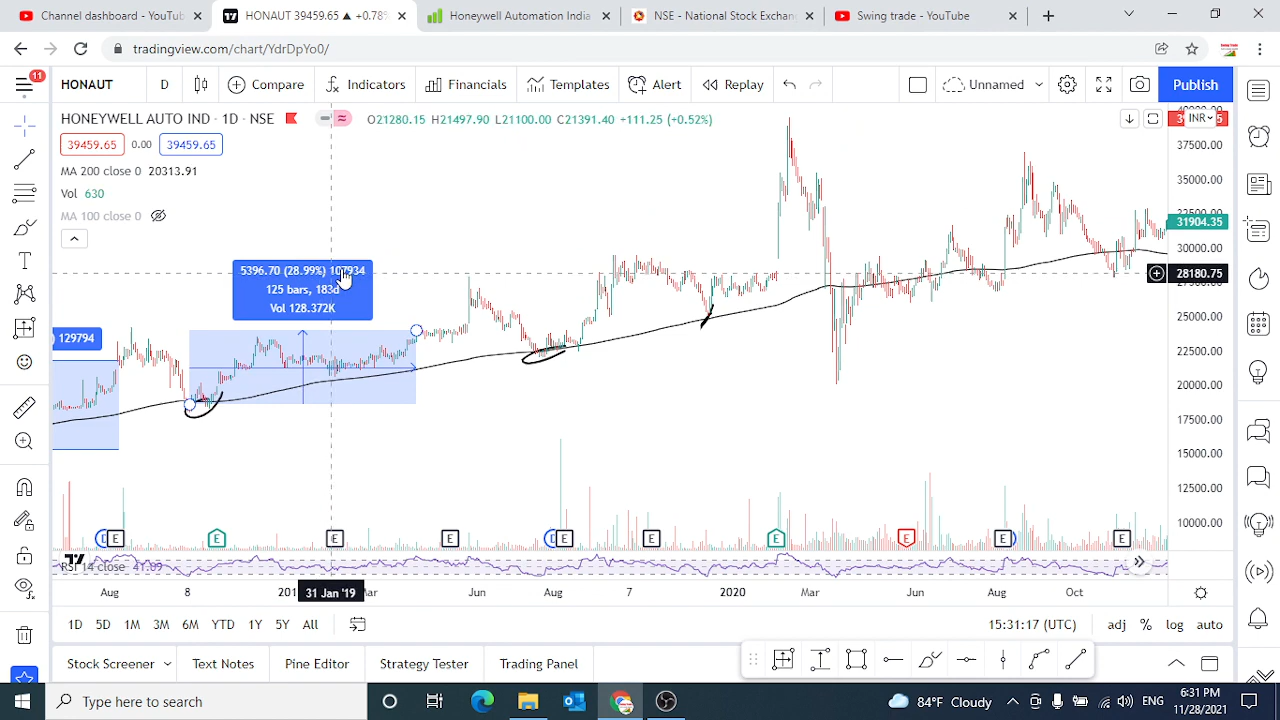 Channel dashboard - YouTub
HONAUT 39459.65 ▲ +0.78%
Honeywell Automation India
NSE - National Stock Exchang
Swing trade - YouTube
tradingview.com/chart/YdrDpYo0/
11
HONAUT D Compare Indicators Financials Templates Alert Replay Unnamed Publish
HONEYWELL AUTO IND · 1D · NSE
O21280.15 H21497.90 L21100.00 C21391.40 +111.25 (+0.52%)
INR
39459.65 0.00 39459.65
MA 200 close 0 20313.91
Vol 630
MA 100 close 0
5396.70 (28.99%)
125 bars, 183d
Vol 128.372K
129794
37500.00
35000.00
31904.35
30000.00
28180.75
25000.00
22500.00
20000.00
17500.00
15000.00
12500.00
10000.00
E E E E E E E E E E
RSI 14 close 41.89
Aug 8 201 31 Jan '19 Mar Jun Aug 7 2020 Mar Jun Aug Oct
1D 5D 1M 3M 6M YTD 1Y 5Y All
15:31:17 (UTC) adj % log auto
Stock Screener Text Notes Pine Editor Strategy Tester Trading Panel
Type here to search
84°F Cloudy
ENG
6:31 PM
11/28/2021